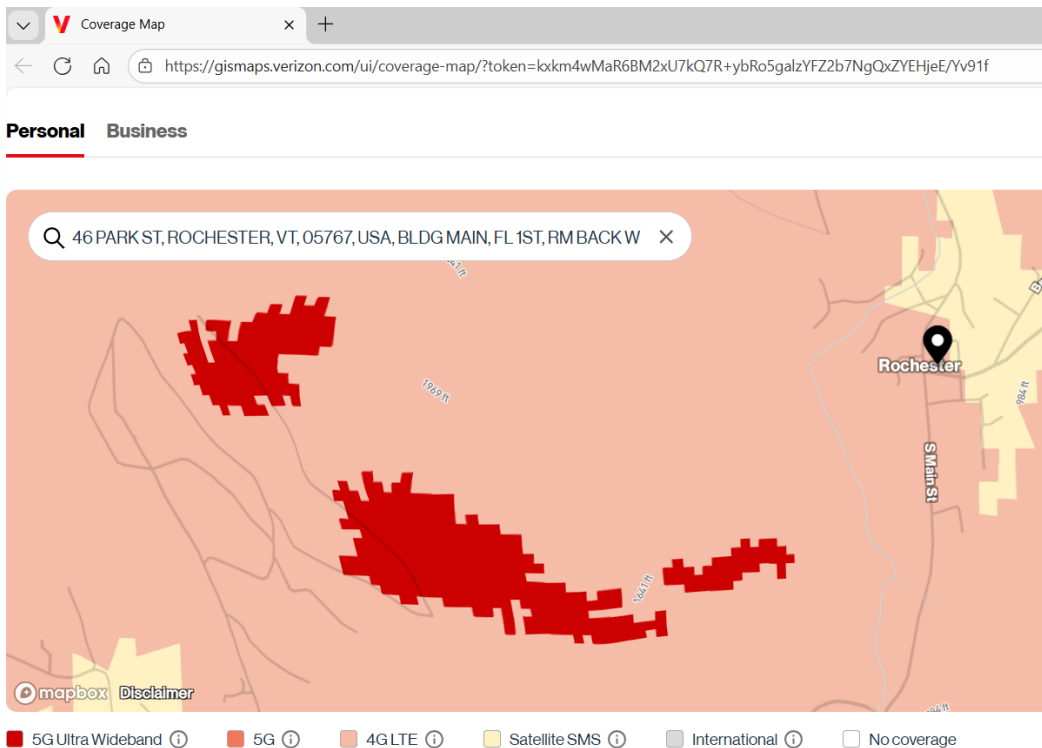 Coverage Map
https://gismaps.verizon.com/ui/coverage-map/?token=kxkm4wMaR6BM2xU7kQ7R+ybRo5galzYFZ2b7NgQxZYEHjeE/Yv91f
Personal Business
46 PARK ST, ROCHESTER, VT, 05767, USA, BLDG MAIN, FL 1ST, RM BACK W
Rochester
1969 ft
984 ft
S Main St
1641 ft
mapbox Disclaimer
5G Ultra Wideband 5G 4G LTE Satellite SMS International No coverage